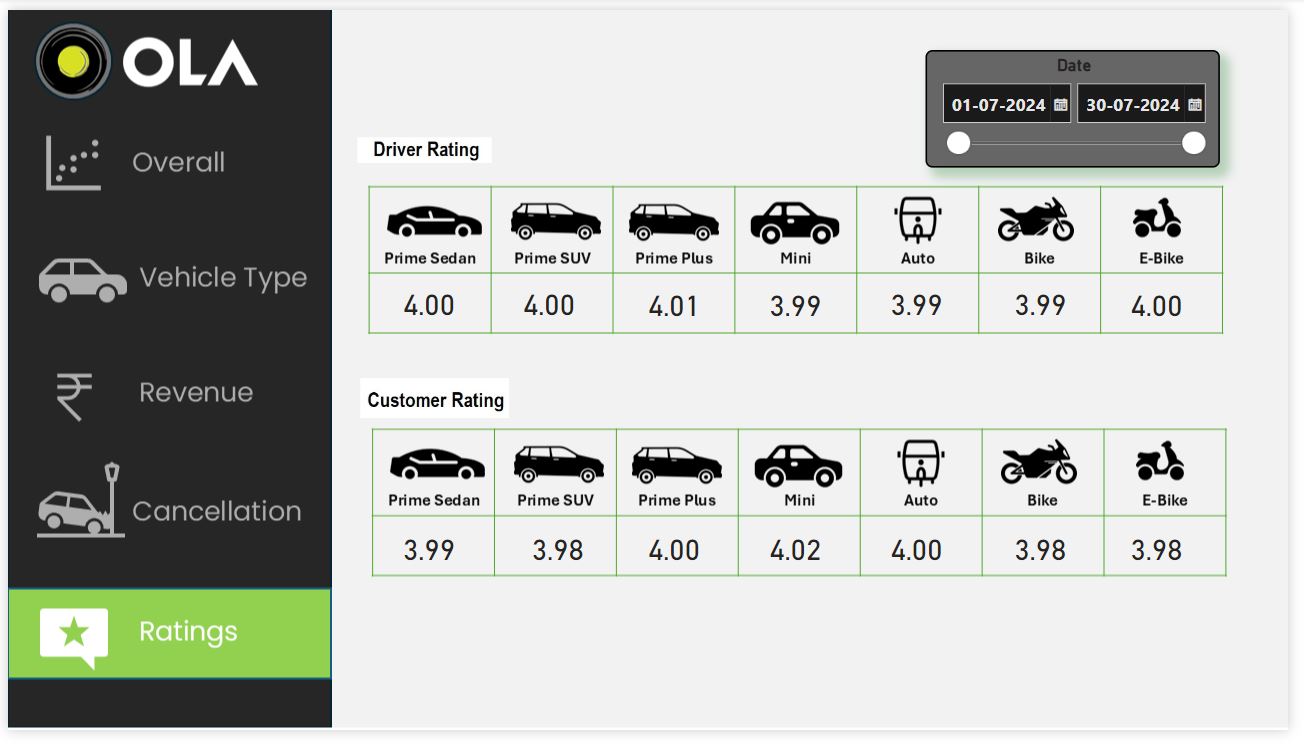 OLA
Overall
Vehicle Type
Revenue
Cancellation
Ratings
Date
01-07-2024 30-07-2024
Driver Rating
Prime Sedan Prime SUV Prime Plus Mini Auto Bike E-Bike
4.00 4.00 4.01 3.99 3.99 3.99 4.00
Customer Rating
Prime Sedan Prime SUV Prime Plus Mini Auto Bike E-Bike
3.99 3.98 4.00 4.02 4.00 3.98 3.98